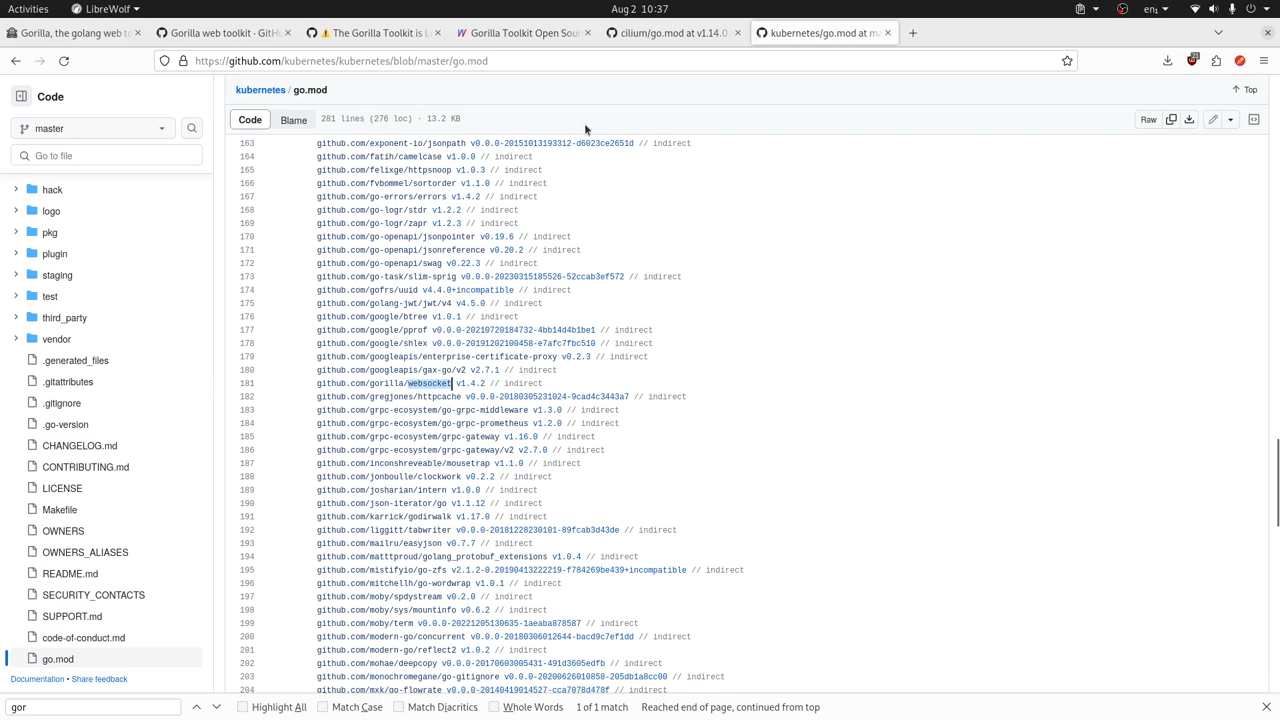 Activities
LibreWolf
Aug 2 10:37
en₁
Gorilla, the golang web to
Gorilla web toolkit · GitH
⚠ The Gorilla Toolkit is L
Gorilla Toolkit Open Sour
cilium/go.mod at v1.14.0
kubernetes/go.mod at ma
https://github.com/kubernetes/kubernetes/blob/master/go.mod
Code
master
Go to file
hack
logo
pkg
plugin
staging
test
third_party
vendor
.generated_files
.gitattributes
.gitignore
.go-version
CHANGELOG.md
CONTRIBUTING.md
LICENSE
Makefile
OWNERS
OWNERS_ALIASES
README.md
SECURITY_CONTACTS
SUPPORT.md
code-of-conduct.md
go.mod
Documentation • Share feedback
kubernetes / go.mod
Top
Code Blame 281 lines (276 loc) · 13.2 KB
Raw
163 github.com/exponent-io/jsonpath v0.0.0-20151013193312-d6023ce2651d // indirect
164 github.com/fatih/camelcase v1.0.0 // indirect
165 github.com/felixge/httpsnoop v1.0.3 // indirect
166 github.com/fvbommel/sortorder v1.1.0 // indirect
167 github.com/go-errors/errors v1.4.2 // indirect
168 github.com/go-logr/stdr v1.2.2 // indirect
169 github.com/go-logr/zapr v1.2.3 // indirect
170 github.com/go-openapi/jsonpointer v0.19.6 // indirect
171 github.com/go-openapi/jsonreference v0.20.2 // indirect
172 github.com/go-openapi/swag v0.22.3 // indirect
173 github.com/go-task/slim-sprig v0.0.0-20230315185526-52ccab3ef572 // indirect
174 github.com/gofrs/uuid v4.4.0+incompatible // indirect
175 github.com/golang-jwt/jwt/v4 v4.5.0 // indirect
176 github.com/google/btree v1.0.1 // indirect
177 github.com/google/pprof v0.0.0-20210720184732-4bb14d4b1be1 // indirect
178 github.com/google/shlex v0.0.0-20191202100458-e7afc7fbc510 // indirect
179 github.com/googleapis/enterprise-certificate-proxy v0.2.3 // indirect
180 github.com/googleapis/gax-go/v2 v2.7.1 // indirect
181 github.com/gorilla/websocket v1.4.2 // indirect
182 github.com/gregjones/httpcache v0.0.0-20180305231024-9cad4c3443a7 // indirect
183 github.com/grpc-ecosystem/go-grpc-middleware v1.3.0 // indirect
184 github.com/grpc-ecosystem/go-grpc-prometheus v1.2.0 // indirect
185 github.com/grpc-ecosystem/grpc-gateway v1.16.0 // indirect
186 github.com/grpc-ecosystem/grpc-gateway/v2 v2.7.0 // indirect
187 github.com/inconshreveable/mousetrap v1.1.0 // indirect
188 github.com/jonboulle/clockwork v0.2.2 // indirect
189 github.com/josharian/intern v1.0.0 // indirect
190 github.com/json-iterator/go v1.1.12 // indirect
191 github.com/karrick/godirwalk v1.17.0 // indirect
192 github.com/liggitt/tabwriter v0.0.0-20181228230101-89fcab3d43de // indirect
193 github.com/mailru/easyjson v0.7.7 // indirect
194 github.com/matttproud/golang_protobuf_extensions v1.0.4 // indirect
195 github.com/mistifyio/go-zfs v2.1.2-0.20190413222219-f784269be439+incompatible // indirect
196 github.com/mitchellh/go-wordwrap v1.0.1 // indirect
197 github.com/moby/spdystream v0.2.0 // indirect
198 github.com/moby/sys/mountinfo v0.6.2 // indirect
199 github.com/moby/term v0.0.0-20221205130635-1aeaba878587 // indirect
200 github.com/modern-go/concurrent v0.0.0-20180306012644-bacd9c7ef1dd // indirect
201 github.com/modern-go/reflect2 v1.0.2 // indirect
202 github.com/mohae/deepcopy v0.0.0-20170603005431-491d3605edfb // indirect
203 github.com/monochromegane/go-gitignore v0.0.0-20200626010858-205db1a8cc00 // indirect
204 github.com/mxk/go-flowrate v0.0.0-20140419014527-cca7078d478f // indirect
gor
Highlight All
Match Case
Match Diacritics
Whole Words
1 of 1 match
Reached end of page, continued from top